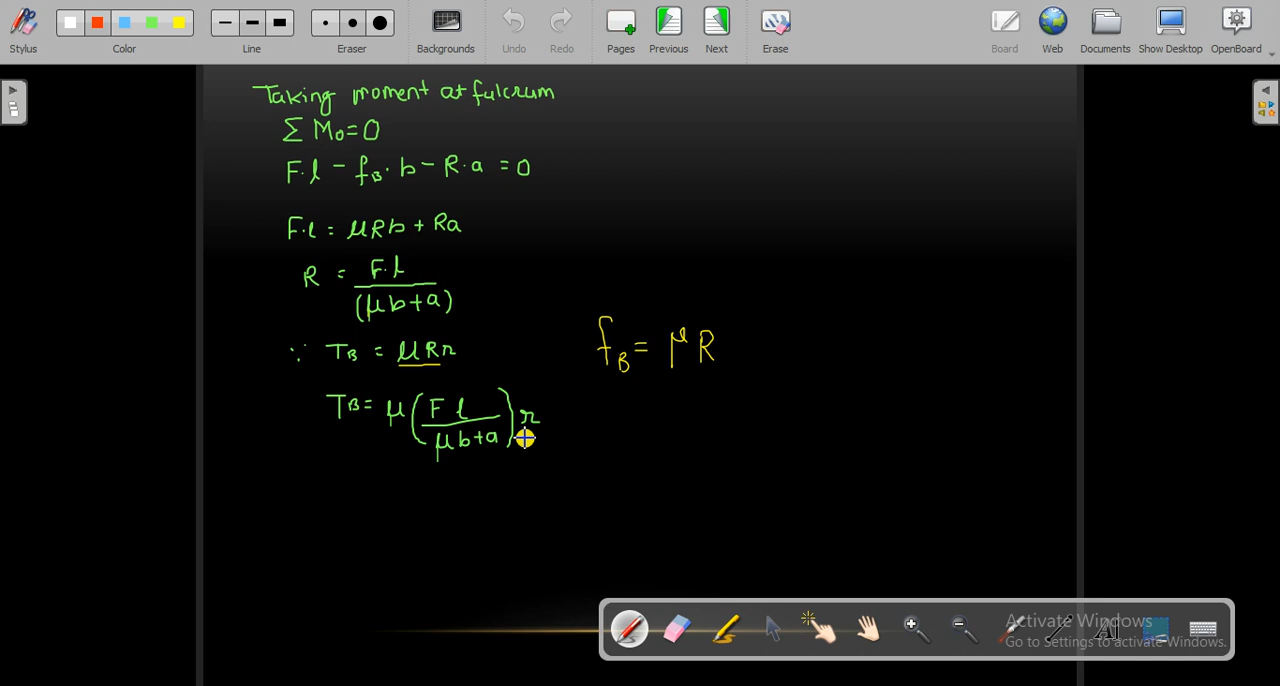 Stylus Color Line Eraser Backgrounds Undo Redo Pages Previous Next Erase Board Web Documents Show Desktop OpenBoard
Taking moment at fulcrum
Σ M₀ = 0
F·l − f_B · b − R·a = 0
F·l = μRb + Ra
R = F·l / (μb+a)
∵ T_B = μRr
f_B = μR
T_B = μ (F l / μb+a) r
Activate Windows
Go to Settings to activate Windows.